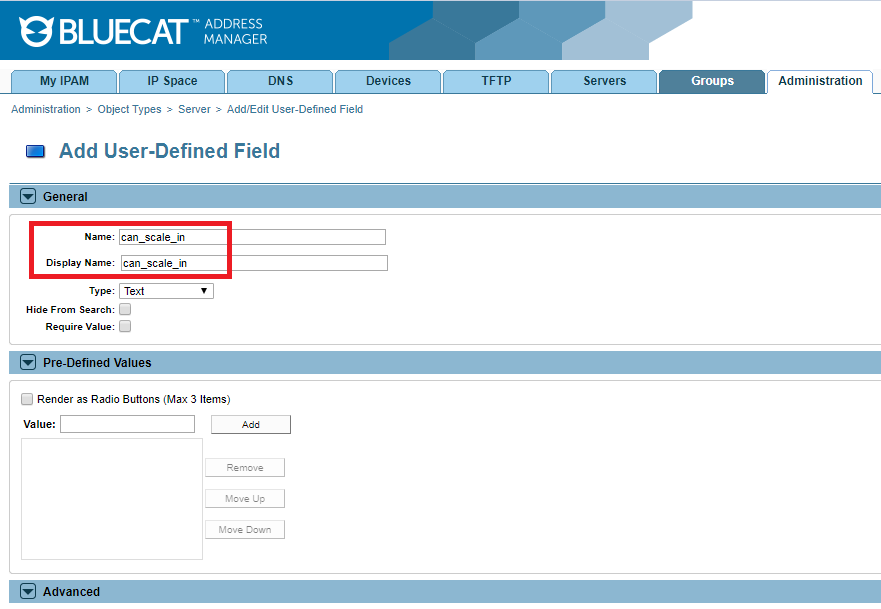 BLUECAT™ ADDRESS MANAGER
My IPAM IP Space DNS Devices TFTP Servers Groups Administration
Administration > Object Types > Server > Add/Edit User-Defined Field
Add User-Defined Field
General
Name: can_scale_in
Display Name: can_scale_in
Type: Text
Hide From Search:
Require Value:
Pre-Defined Values
Render as Radio Buttons (Max 3 Items)
Value: Add
Remove
Move Up
Move Down
Advanced